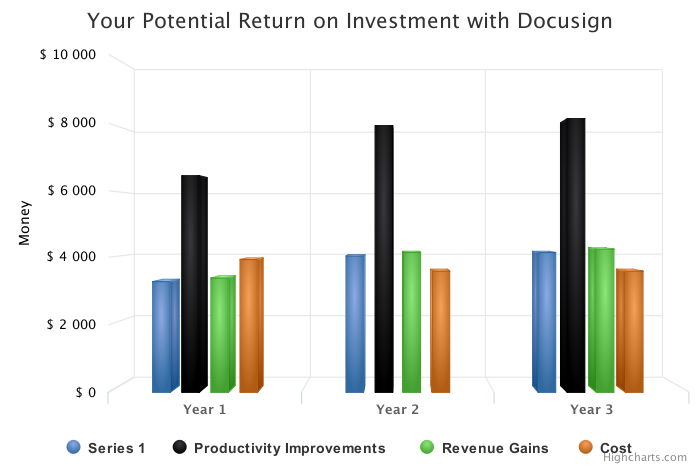 Your Potential Return on Investment with Docusign
$ 10 000
$ 8 000
$ 6 000
$ 4 000
$ 2 000
$ 0
Money
Year 1 Year 2 Year 3
Series 1 Productivity Improvements Revenue Gains Cost
Highcharts.com